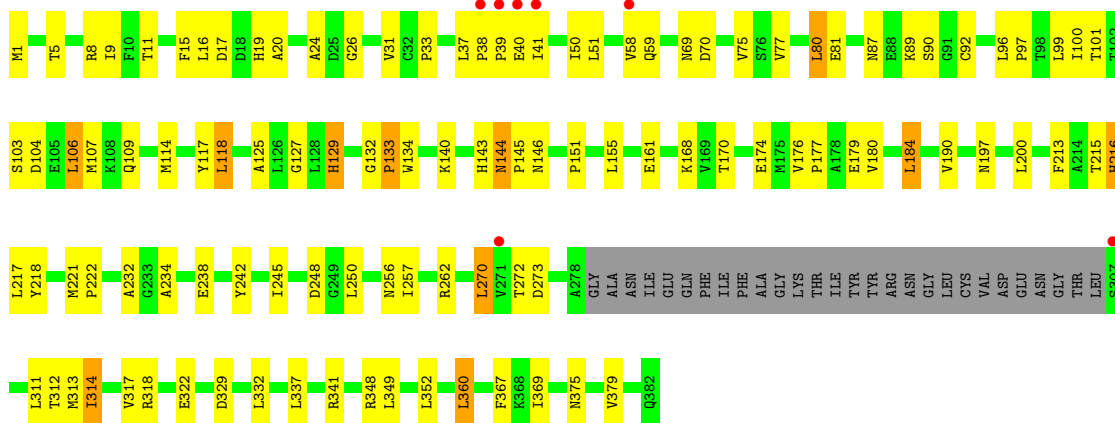 M1 T5 R8 I9 F10 T11 F15 L16 D17 D18 H19 A20 A24 D25 G26 V31 C32 P33 L37 P38 P39 E40 I41 I50 L51 V58 Q59 N69 D70 V75 S76 V77 L80 E81 N87 E88 K89 S90 G91 C92 L96 P97 T98 L99 I100 T101 T102
S103 D104 E105 L106 M107 K108 Q109 M114 Y117 L118 A125 L126 G127 L128 H129 G132 P133 W134 K140 H143 N144 P145 N146 P151 L155 E161 K168 V169 T170 E174 M175 V176 P177 A178 E179 V180 L184 V190 N197 L200 F213 A214 T215 H216
L217 Y218 M221 P222 A232 G233 A234 E238 Y242 I245 D248 G249 L250 N256 I257 R262 L270 V271 T272 D273 A278 GLY ALA ASN ILE GLU GLN PHE ILE PHE ALA GLY LYS THR ILE TYR TYR ARG ASN GLY LEU CYS VAL ASP GLU ASN GLY THR LEU S307
L311 T312 M313 I314 V317 R318 E322 D329 L332 L337 R341 R348 L349 L352 L360 F367 K368 I369 N375 V379 Q382